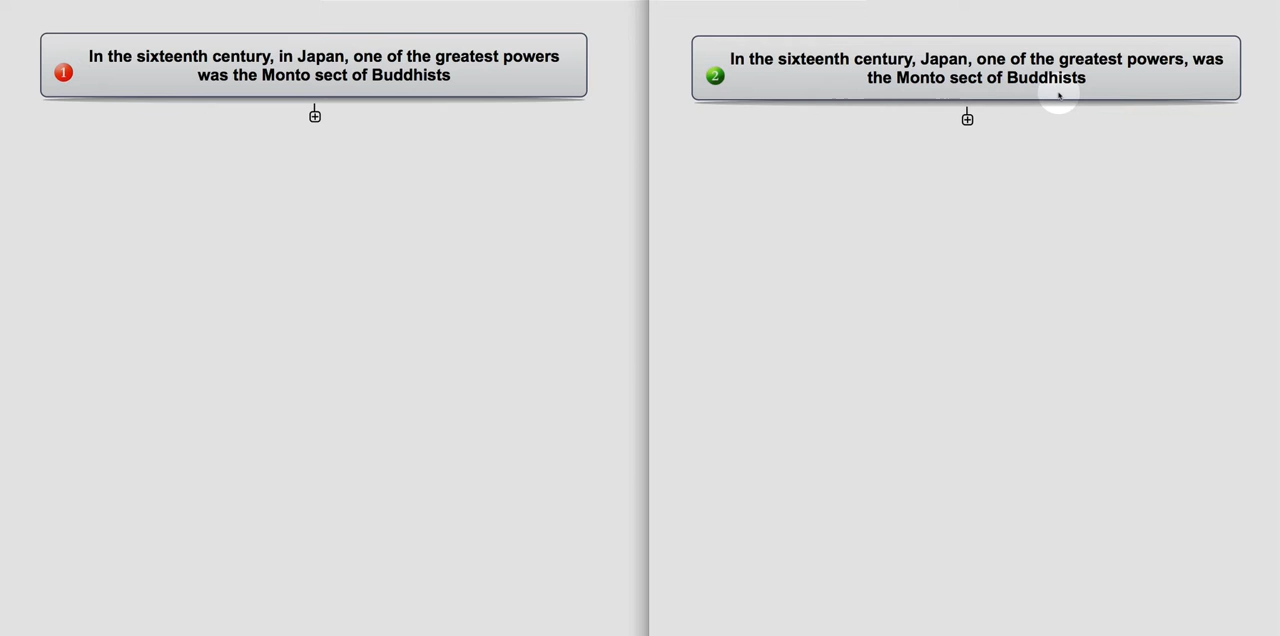 1
In the sixteenth century, in Japan, one of the greatest powers
was the Monto sect of Buddhists
2
In the sixteenth century, Japan, one of the greatest powers, was
the Monto sect of Buddhists